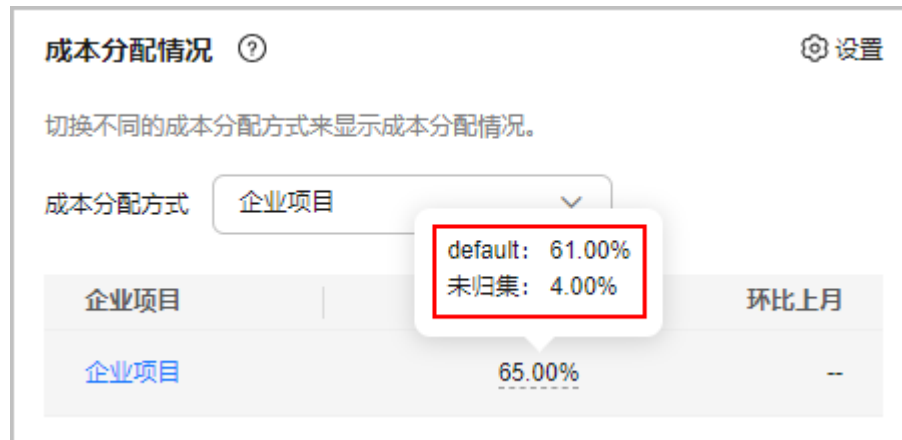 成本分配情况 设置
切换不同的成本分配方式来显示成本分配情况。
成本分配方式 企业项目
default： 61.00%
未归集： 4.00%
企业项目 环比上月
企业项目 65.00% --